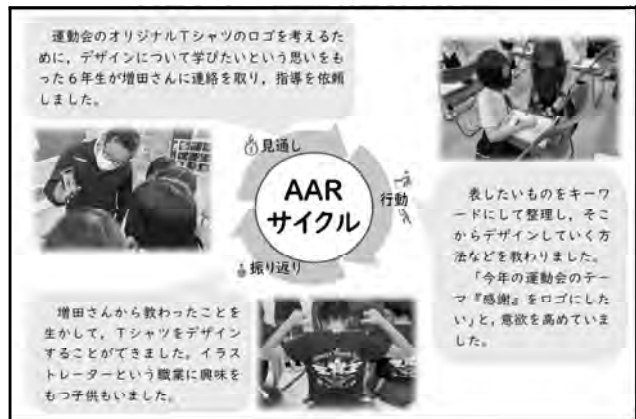 運動会のオリジナルTシャツのロゴを考えるた
めに，デザインについて学びたいという思いをも
った６年生が増田さんに連絡を取り，指導を依頼
しました。
見通し
AAR
サイクル
行動
振り返り
表したいものをキーワ
ードにして整理し，そこ
からデザインしていく方
法などを教わりました。
「今年の運動会のテー
マ『感謝』をロゴにした
い」と，意欲を高めていま
した。
増田さんから教わったことを
生かして，Tシャツをデザイン
することができました。イラス
トレーターという職業に興味を
もつ子供もいました。